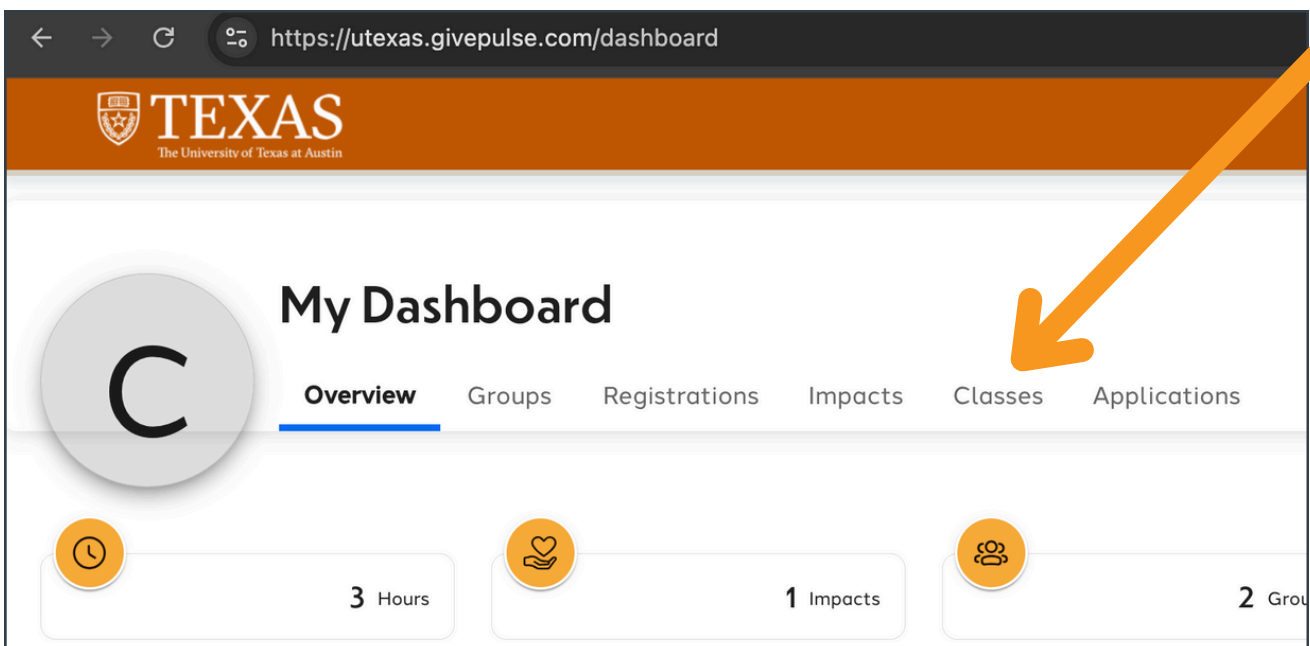 https://utexas.givepulse.com/dashboard
TEXAS
The University of Texas at Austin
My Dashboard
C
Overview Groups Registrations Impacts Classes Applications
3 Hours 1 Impacts 2 Grou